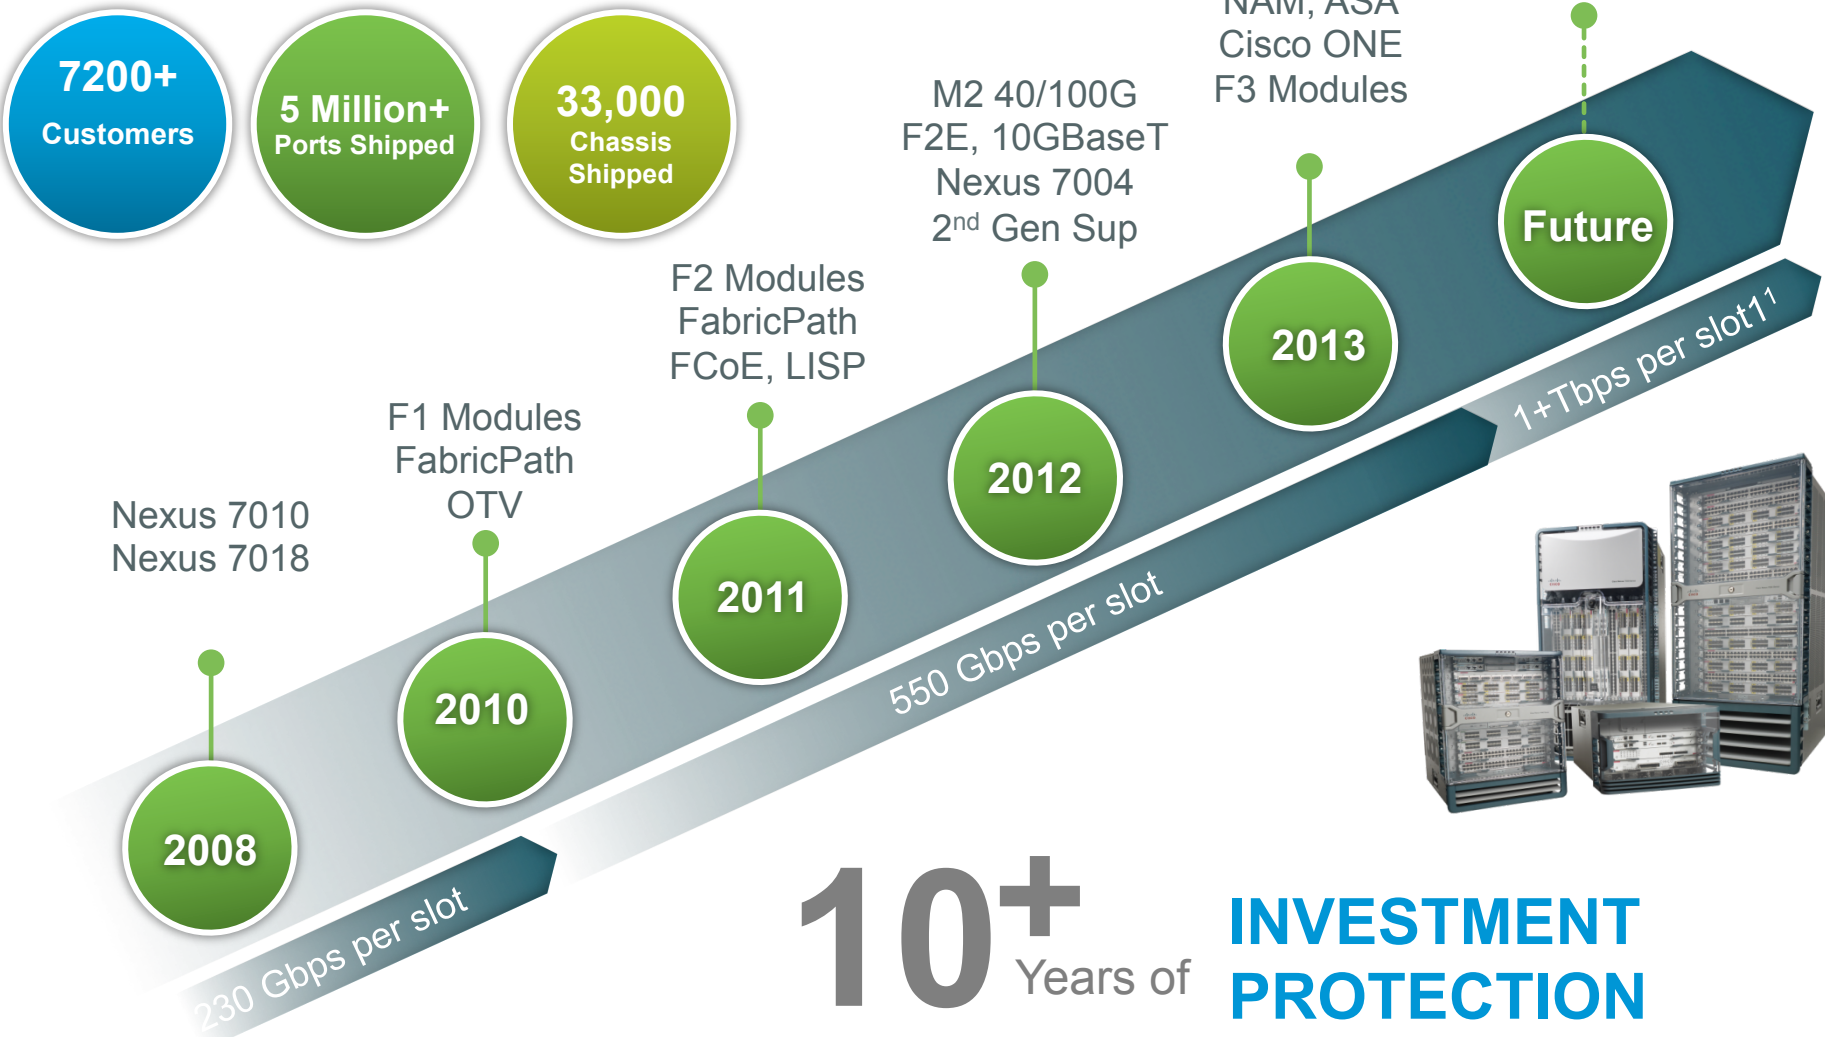 7200+
Customers
5 Million+
Ports Shipped
33,000
Chassis
Shipped
NAM, ASA
Cisco ONE
F3 Modules
M2 40/100G
F2E, 10GBaseT
Nexus 7004
2nd Gen Sup
F2 Modules
FabricPath
FCoE, LISP
F1 Modules
FabricPath
OTV
Nexus 7010
Nexus 7018
2008
2010
2011
2012
2013
Future
230 Gbps per slot
550 Gbps per slot
1+Tbps per slot1¹
10+
Years of
INVESTMENT
PROTECTION